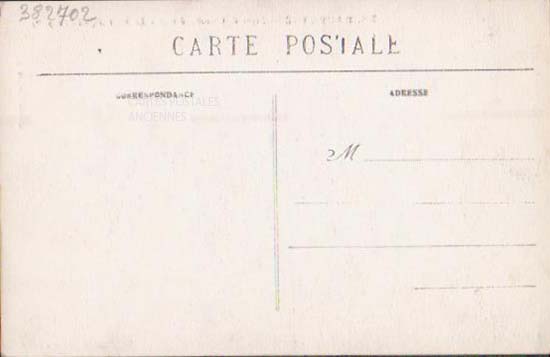 382702
CARTE POSTALE
CORRESPONDANCE
ADRESSE
CARTES POSTALES
ANCIENNES
M